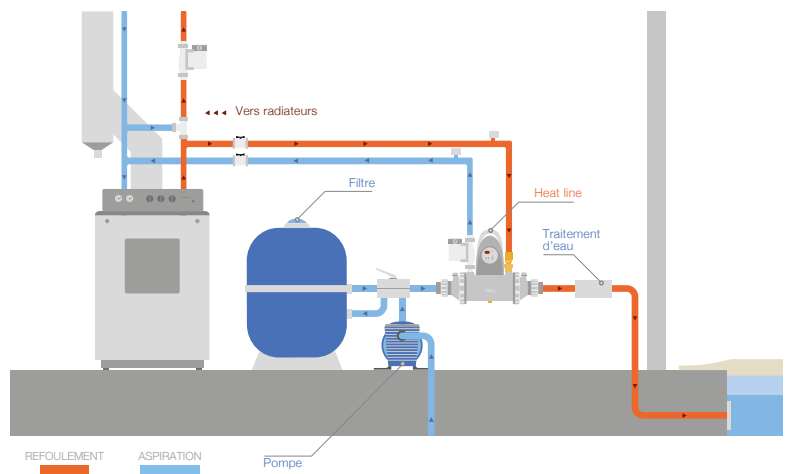 Vers radiateurs
Filtre
Heat line
Traitement
d'eau
REFOULEMENT
ASPIRATION
Pompe